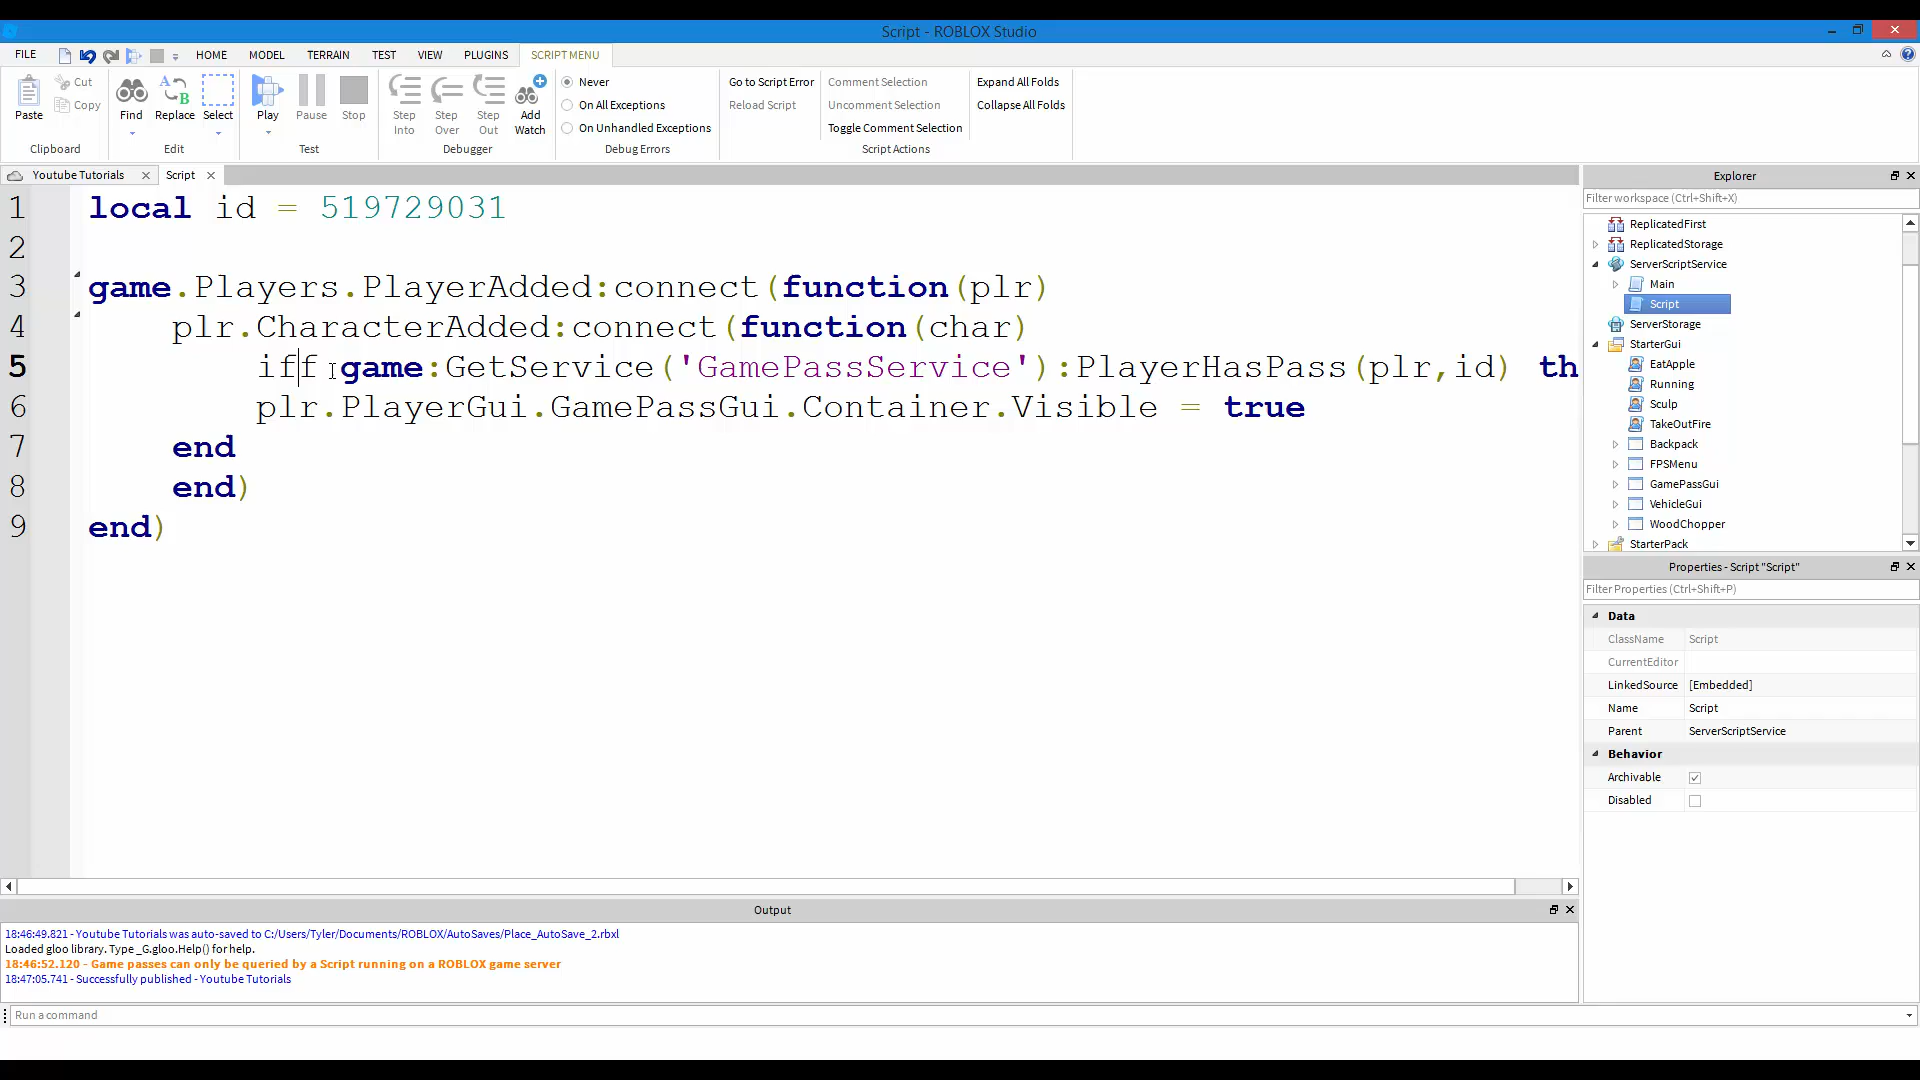 Script - ROBLOX Studio
FILE HOME MODEL TERRAIN TEST VIEW PLUGINS SCRIPT MENU
Paste Cut Copy Clipboard
Find Replace Select Edit
Play Pause Stop Test
Step Into Step Over Step Out Add Watch Debugger
Never
On All Exceptions
On Unhandled Exceptions
Debug Errors
Go to Script Error
Reload Script
Comment Selection
Uncomment Selection
Toggle Comment Selection
Expand All Folds
Collapse All Folds
Script Actions
Youtube Tutorials Script
1 local id = 519729031
2
3 game.Players.PlayerAdded:connect(function(plr)
4 plr.CharacterAdded:connect(function(char)
5 iff game:GetService('GamePassService'):PlayerHasPass(plr,id) th
6 plr.PlayerGui.GamePassGui.Container.Visible = true
7 end
8 end)
9 end)
Explorer
Filter workspace (Ctrl+Shift+X)
ReplicatedFirst
ReplicatedStorage
ServerScriptService
Main
Script
ServerStorage
StarterGui
EatApple
Running
Sculp
TakeOutFire
Backpack
FPSMenu
GamePassGui
VehicleGui
WoodChopper
StarterPack
Properties - Script "Script"
Filter Properties (Ctrl+Shift+P)
Data
ClassName Script
CurrentEditor
LinkedSource [Embedded]
Name Script
Parent ServerScriptService
Behavior
Archivable
Disabled
Output
18:46:49.821 - Youtube Tutorials was auto-saved to C:/Users/Tyler/Documents/ROBLOX/AutoSaves/Place_AutoSave_2.rbxl
Loaded gloo library. Type _G.gloo.Help() for help.
18:46:52.120 - Game passes can only be queried by a Script running on a ROBLOX game server
18:47:05.741 - Successfully published - Youtube Tutorials
Run a command